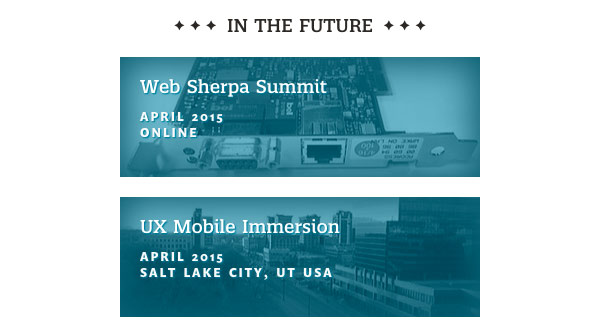 ✦ ✦ ✦ IN THE FUTURE ✦ ✦ ✦
Web Sherpa Summit
APRIL 2015
ONLINE
UX Mobile Immersion
APRIL 2015
SALT LAKE CITY, UT USA